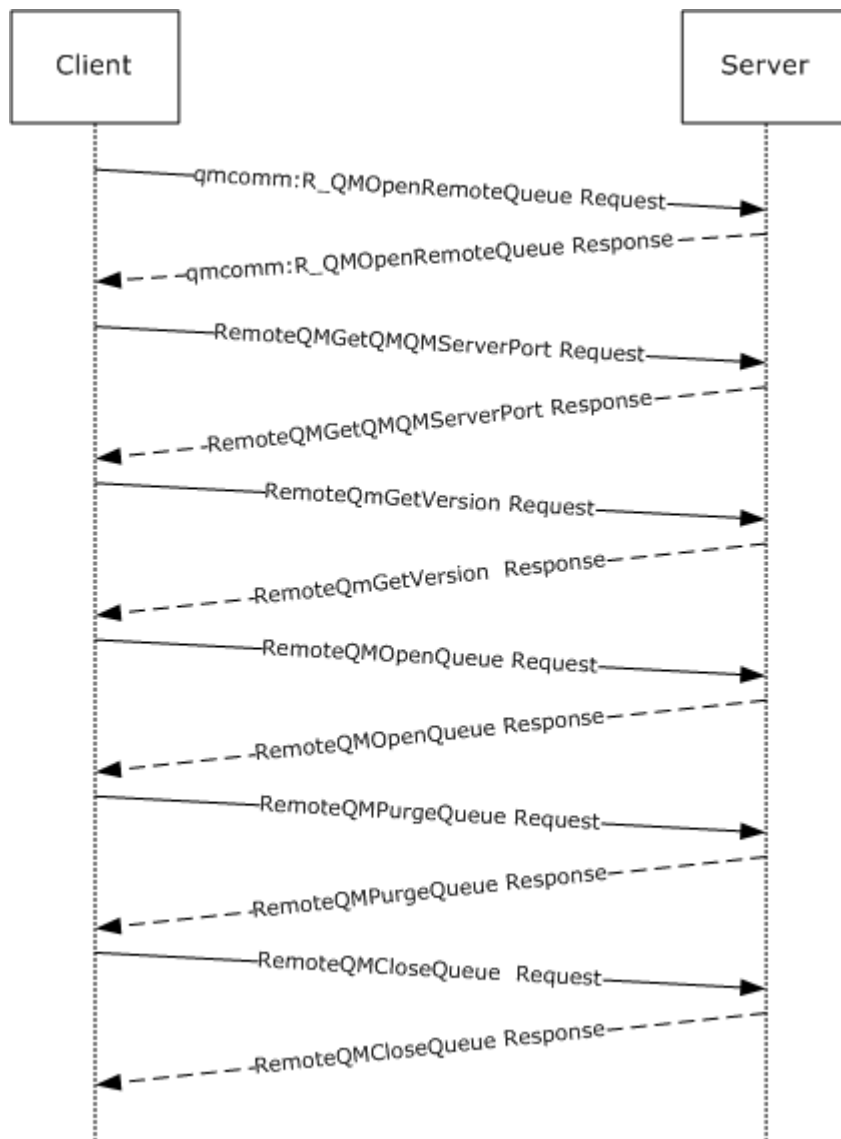 Client
Server
qmcomm:R_QMOpenRemoteQueue Request
qmcomm:R_QMOpenRemoteQueue Response
RemoteQMGetQMQMServerPort Request
RemoteQMGetQMQMServerPort Response
RemoteQmGetVersion Request
RemoteQmGetVersion Response
RemoteQMOpenQueue Request
RemoteQMOpenQueue Response
RemoteQMPurgeQueue Request
RemoteQMPurgeQueue Response
RemoteQMCloseQueue Request
RemoteQMCloseQueue Response